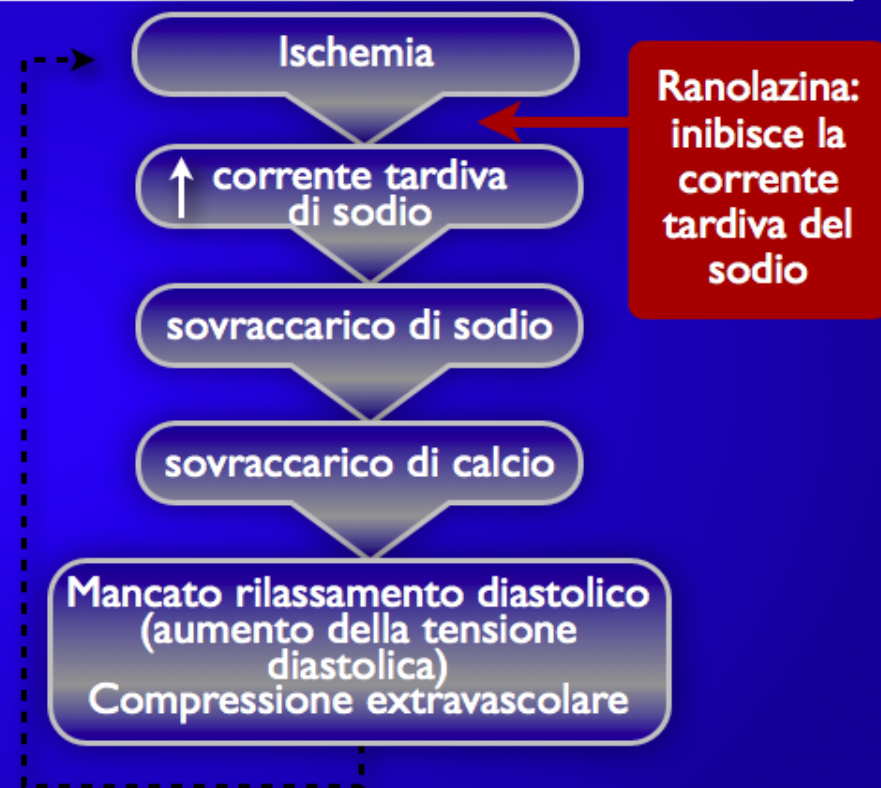 Ischemia
Ranolazina:
inibisce la
corrente
tardiva del
sodio
corrente tardiva
di sodio
sovraccarico di sodio
sovraccarico di calcio
Mancato rilassamento diastolico
(aumento della tensione
diastolica)
Compressione extravascolare